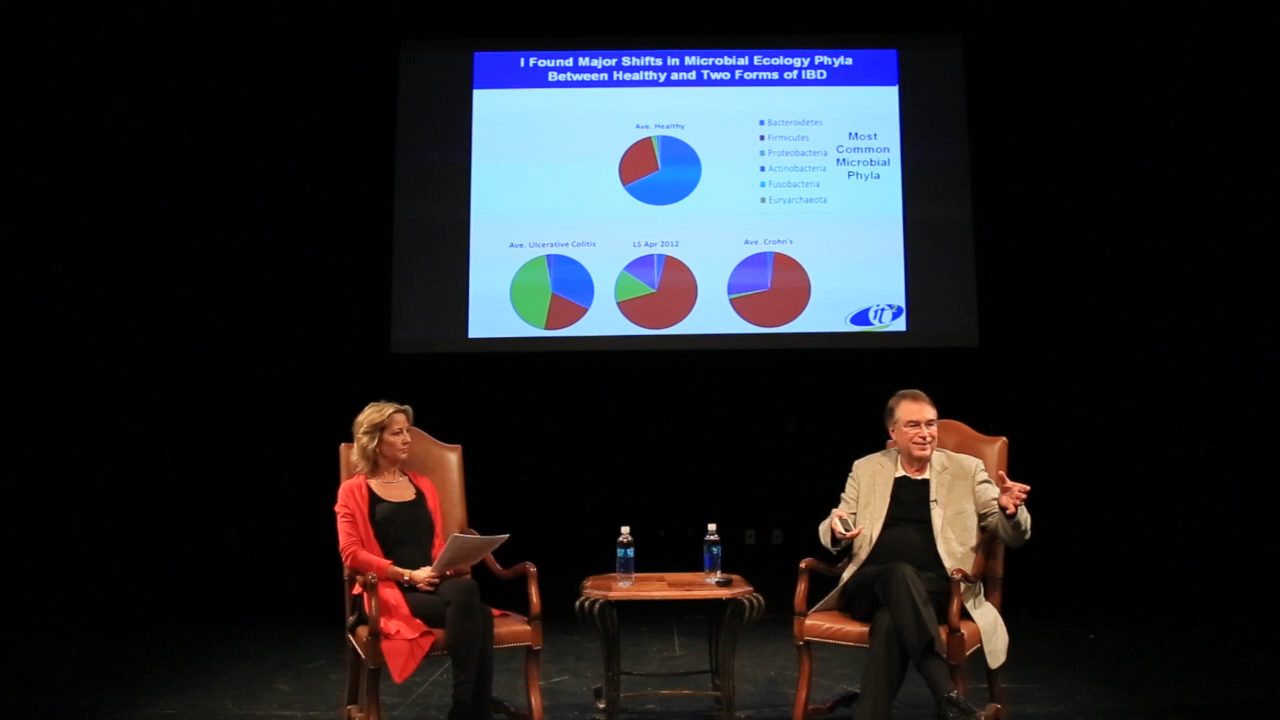 I Found Major Shifts in Microbial Ecology Phyla
Between Healthy and Two Forms of IBD
Ave. Healthy
Bacteroidetes
Firmicutes
Proteobacteria
Actinobacteria
Fusobacteria
Euryarchaeota
Most
Common
Microbial
Phyla
Ave. Ulcerative Colitis
LS Apr 2012
Ave. Crohn's
it2